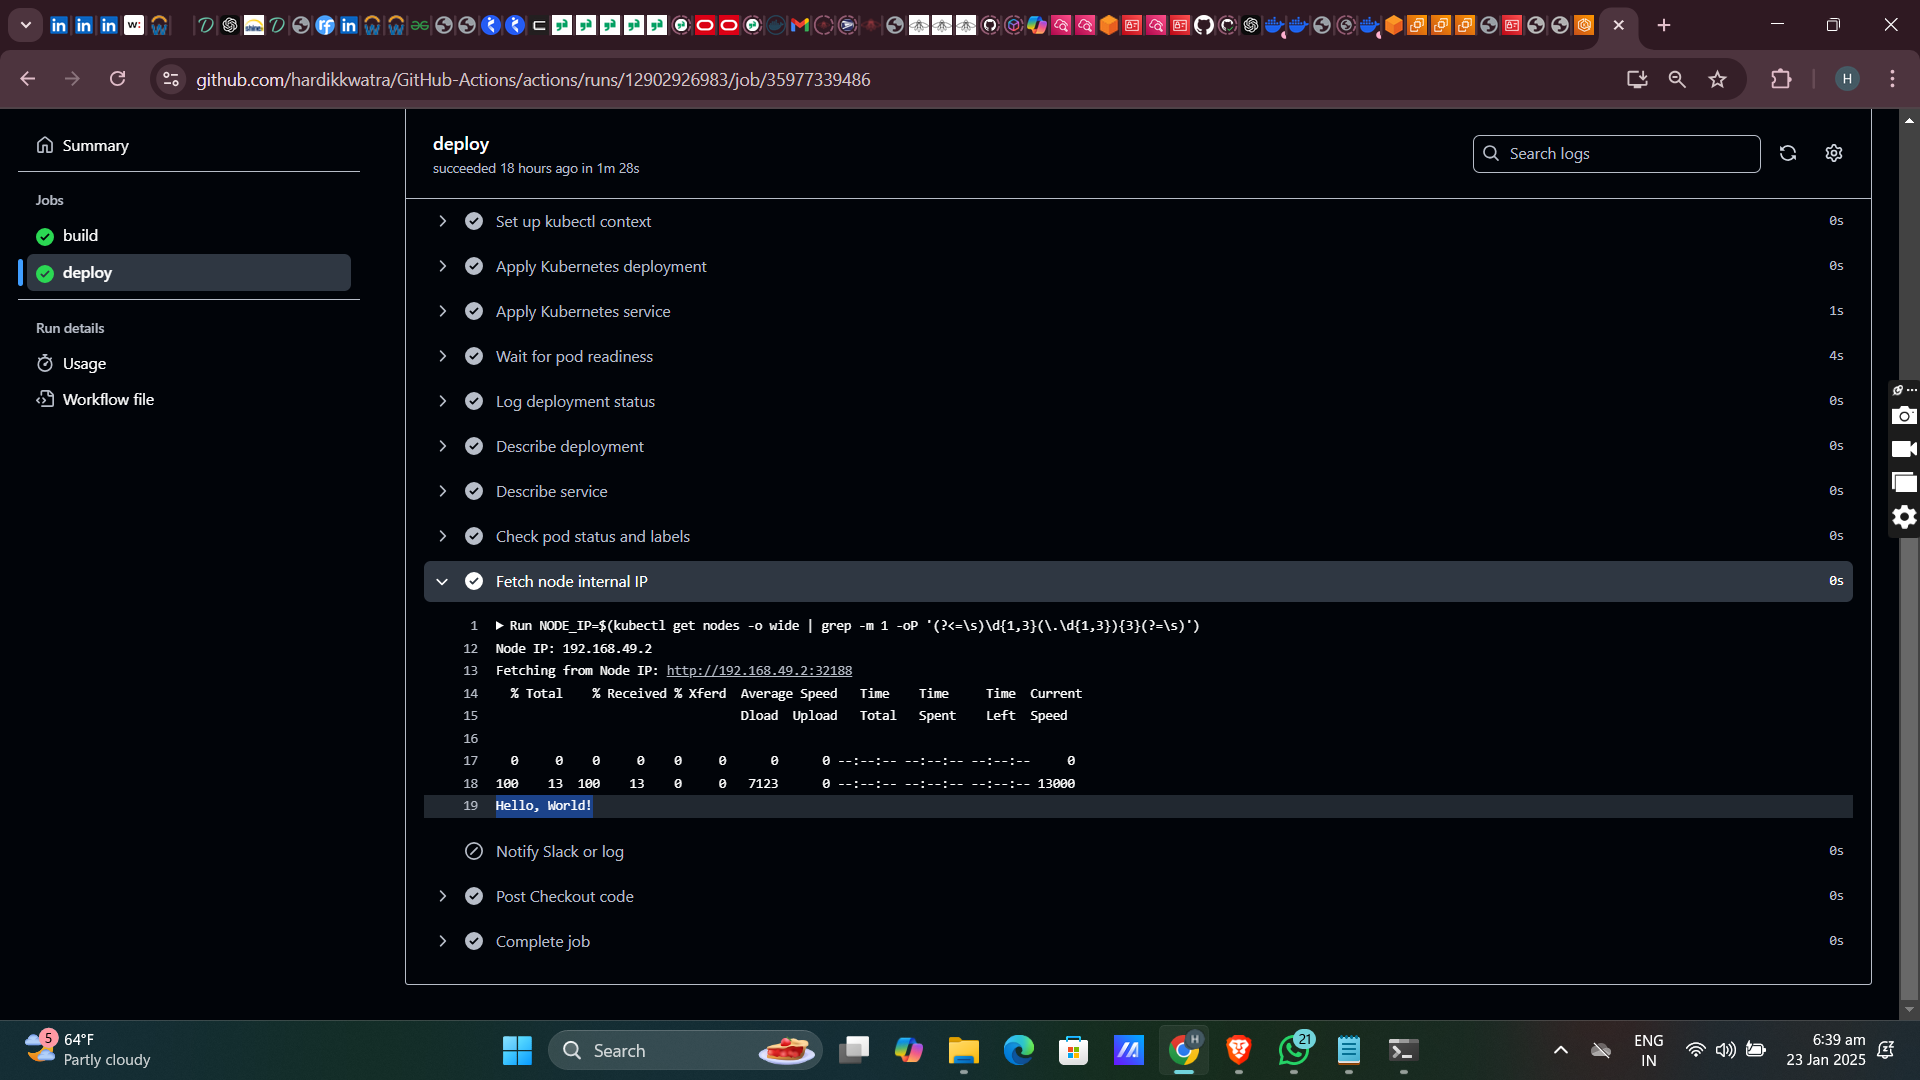 github.com/hardikkwatra/GitHub-Actions/actions/runs/12902926983/job/35977339486
H
Summary
Jobs
build
deploy
Run details
Usage
Workflow file
deploy
succeeded 18 hours ago in 1m 28s
Search logs
Set up kubectl context 0s
Apply Kubernetes deployment 0s
Apply Kubernetes service 1s
Wait for pod readiness 4s
Log deployment status 0s
Describe deployment 0s
Describe service 0s
Check pod status and labels 0s
Fetch node internal IP 0s
1 Run NODE_IP=$(kubectl get nodes -o wide | grep -m 1 -oP '(?<=\s)\d{1,3}(\.\d{1,3}){3}(?=\s)')
12 Node IP: 192.168.49.2
13 Fetching from Node IP: http://192.168.49.2:32188
14 % Total % Received % Xferd Average Speed Time Time Time Current
15 Dload Upload Total Spent Left Speed
16
17 0 0 0 0 0 0 0 0 --:--:-- --:--:-- --:--:-- 0
18 100 13 100 13 0 0 7123 0 --:--:-- --:--:-- --:--:-- 13000
19 Hello, World!
Notify Slack or log 0s
Post Checkout code 0s
Complete job 0s
5
64°F
Partly cloudy
Search
H
21
ENG
IN
6:39 am
23 Jan 2025